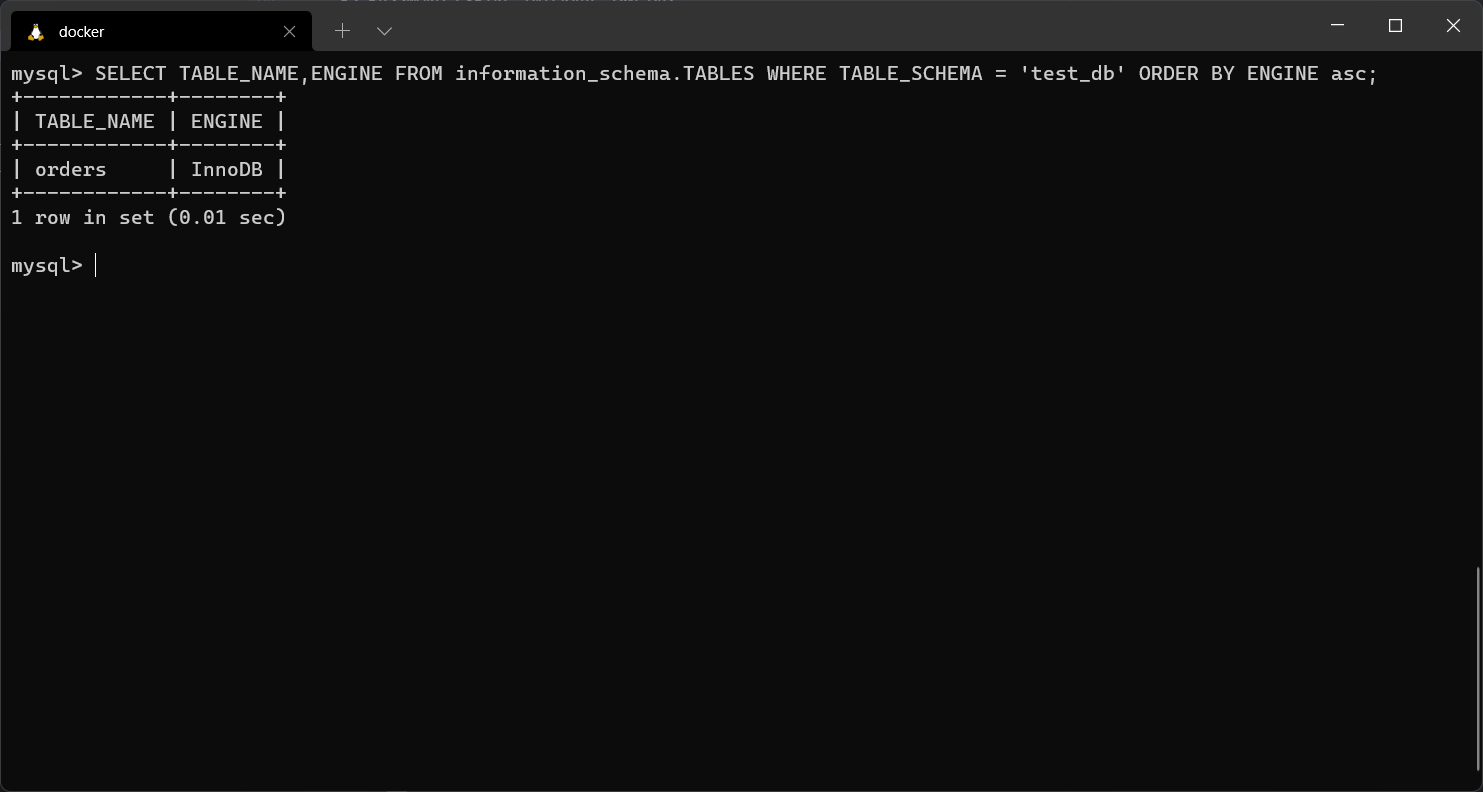 docker
mysql> SELECT TABLE_NAME,ENGINE FROM information_schema.TABLES WHERE TABLE_SCHEMA = 'test_db' ORDER BY ENGINE asc;
+------------+--------+
| TABLE_NAME | ENGINE |
+------------+--------+
| orders     | InnoDB |
+------------+--------+
1 row in set (0.01 sec)
mysql>